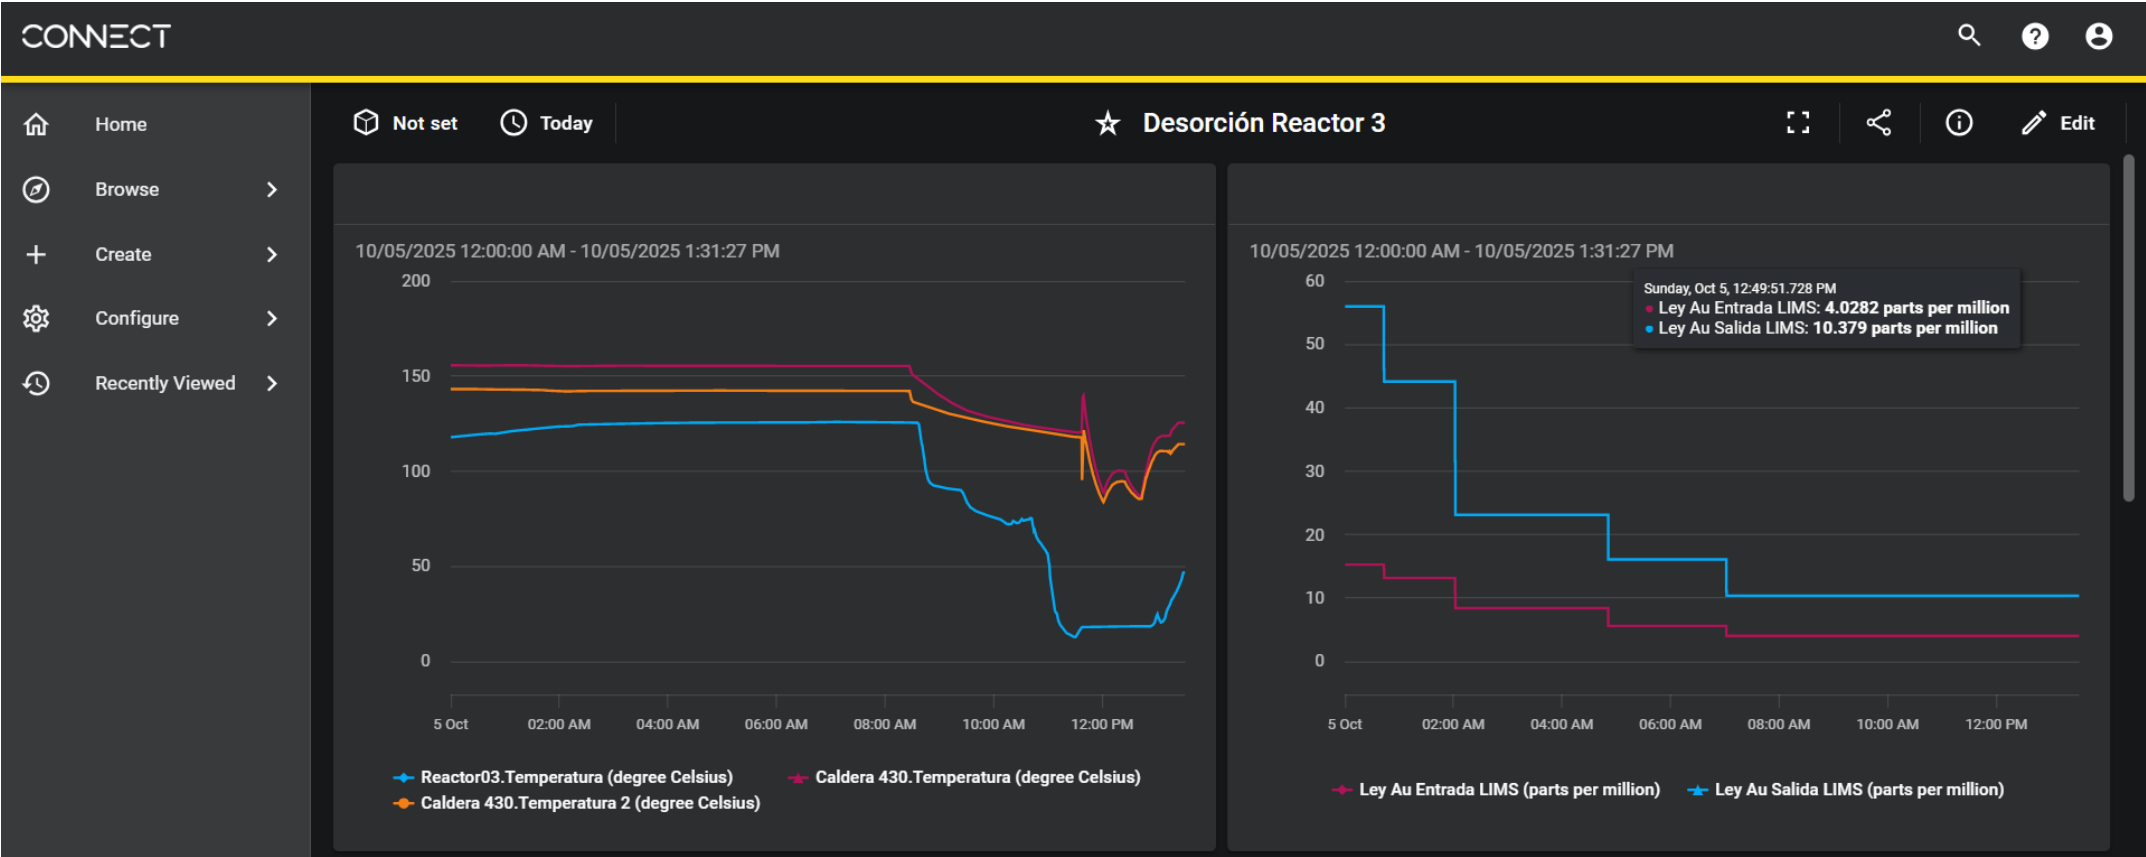 CONNECT
Home
Browse
Create
Configure
Recently Viewed
Not set
Today
Desorción Reactor 3
Edit
10/05/2025 12:00:00 AM - 10/05/2025 1:31:27 PM
200
150
100
50
0
5 Oct 02:00 AM 04:00 AM 06:00 AM 08:00 AM 10:00 AM 12:00 PM
Reactor03.Temperatura (degree Celsius) Caldera 430.Temperatura (degree Celsius)
Caldera 430.Temperatura 2 (degree Celsius)
10/05/2025 12:00:00 AM - 10/05/2025 1:31:27 PM
Sunday, Oct 5, 12:49:51.728 PM
Ley Au Entrada LIMS: 4.0282 parts per million
Ley Au Salida LIMS: 10.379 parts per million
60
50
40
30
20
10
0
5 Oct 02:00 AM 04:00 AM 06:00 AM 08:00 AM 10:00 AM 12:00 PM
Ley Au Entrada LIMS (parts per million) Ley Au Salida LIMS (parts per million)